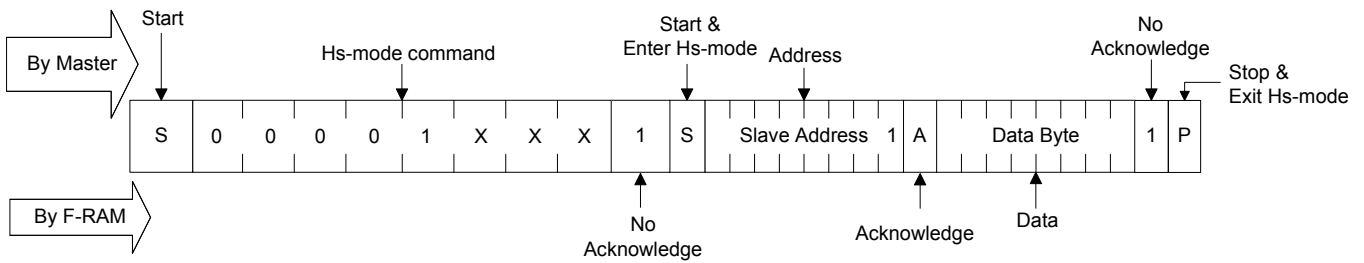 Start
Hs-mode command
Start &
Enter Hs-mode
Address
No
Acknowledge
Stop &
Exit Hs-mode
By Master
S 0 0 0 0 1 X X X 1 S Slave Address 1 A Data Byte 1 P
By F-RAM
No
Acknowledge
Acknowledge
Data